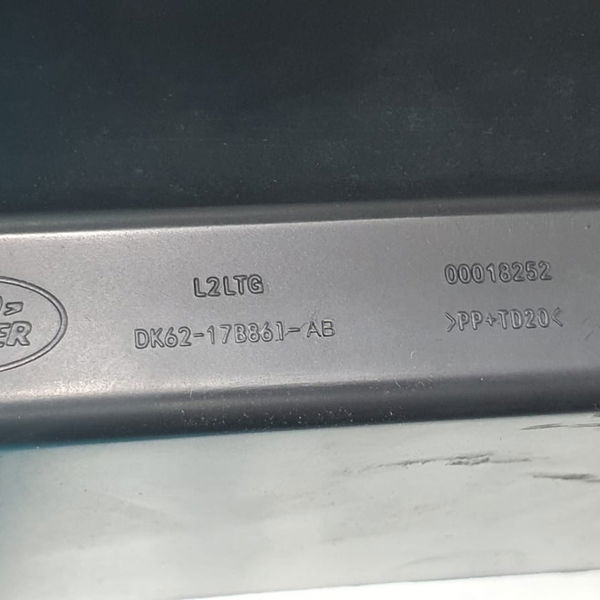 L2LTG
00018252
DK62-17B861-AB
>PP+TD20<